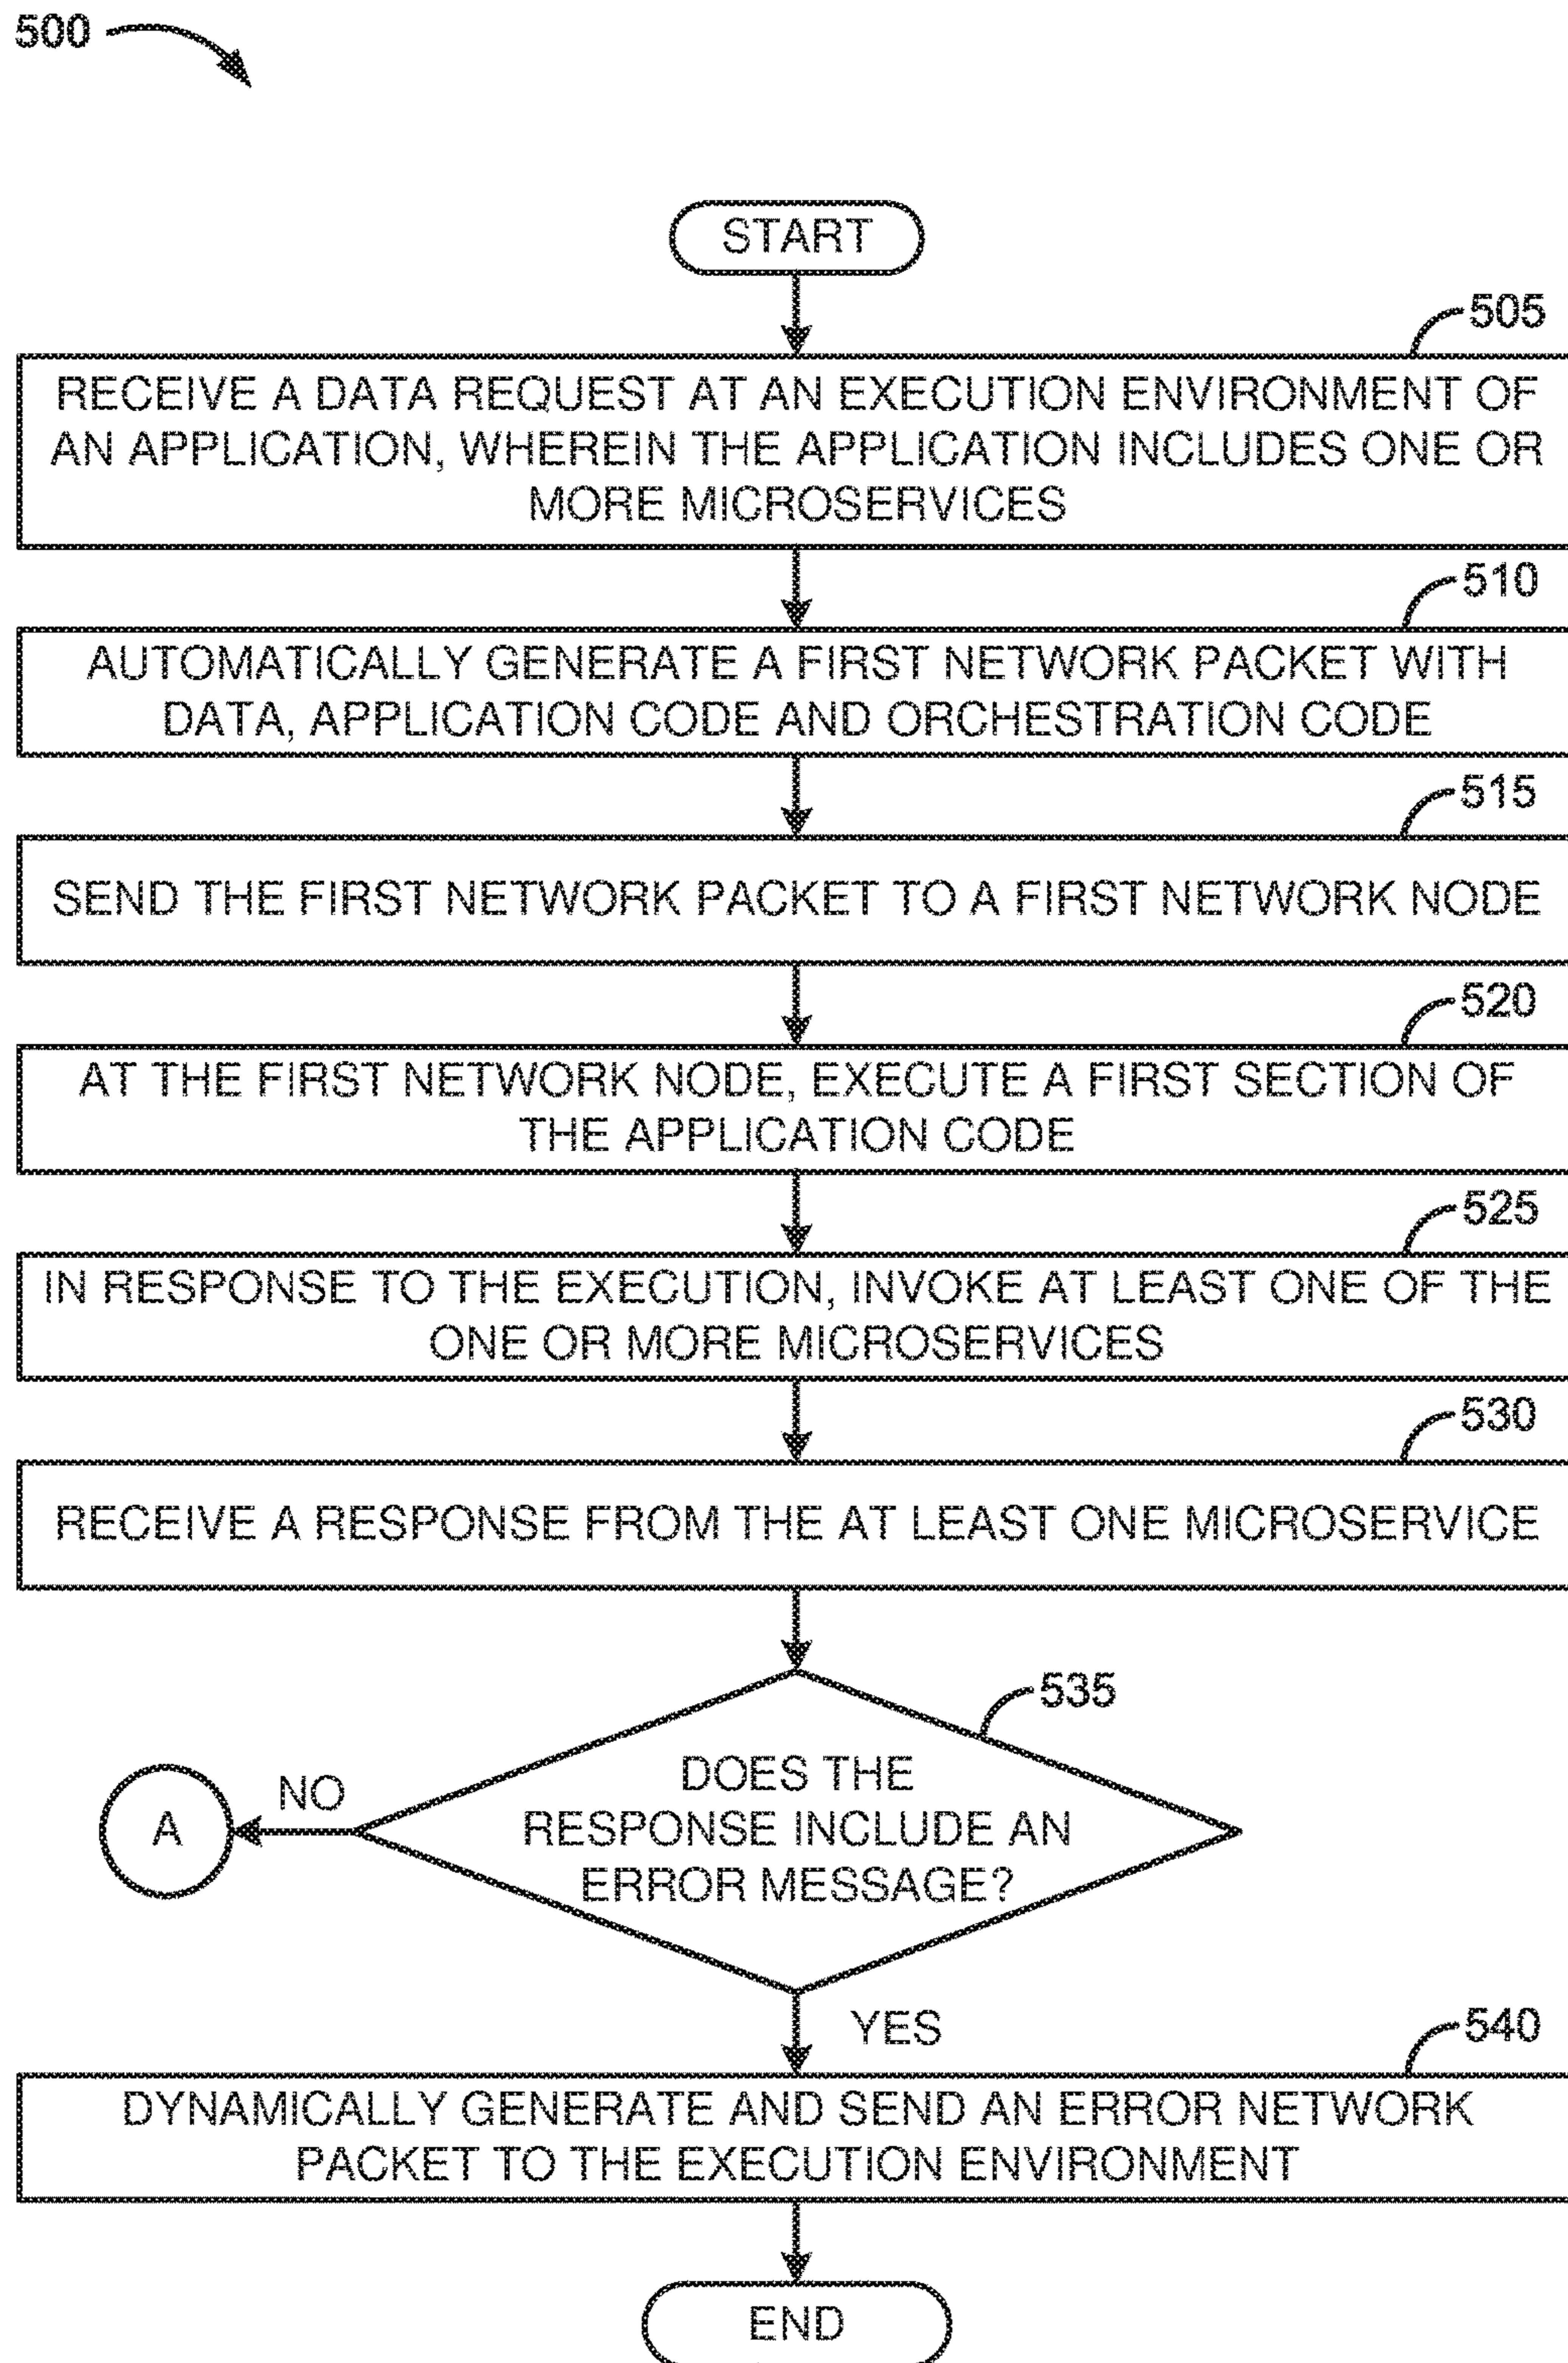 500
START
505
RECEIVE A DATA REQUEST AT AN EXECUTION ENVIRONMENT OF
AN APPLICATION, WHEREIN THE APPLICATION INCLUDES ONE OR
MORE MICROSERVICES
510
AUTOMATICALLY GENERATE A FIRST NETWORK PACKET WITH
DATA, APPLICATION CODE AND ORCHESTRATION CODE
515
SEND THE FIRST NETWORK PACKET TO A FIRST NETWORK NODE
520
AT THE FIRST NETWORK NODE, EXECUTE A FIRST SECTION OF
THE APPLICATION CODE
525
IN RESPONSE TO THE EXECUTION, INVOKE AT LEAST ONE OF THE
ONE OR MORE MICROSERVICES
530
RECEIVE A RESPONSE FROM THE AT LEAST ONE MICROSERVICE
535
DOES THE
RESPONSE INCLUDE AN
ERROR MESSAGE?
NO
A
YES
540
DYNAMICALLY GENERATE AND SEND AN ERROR NETWORK
PACKET TO THE EXECUTION ENVIRONMENT
END